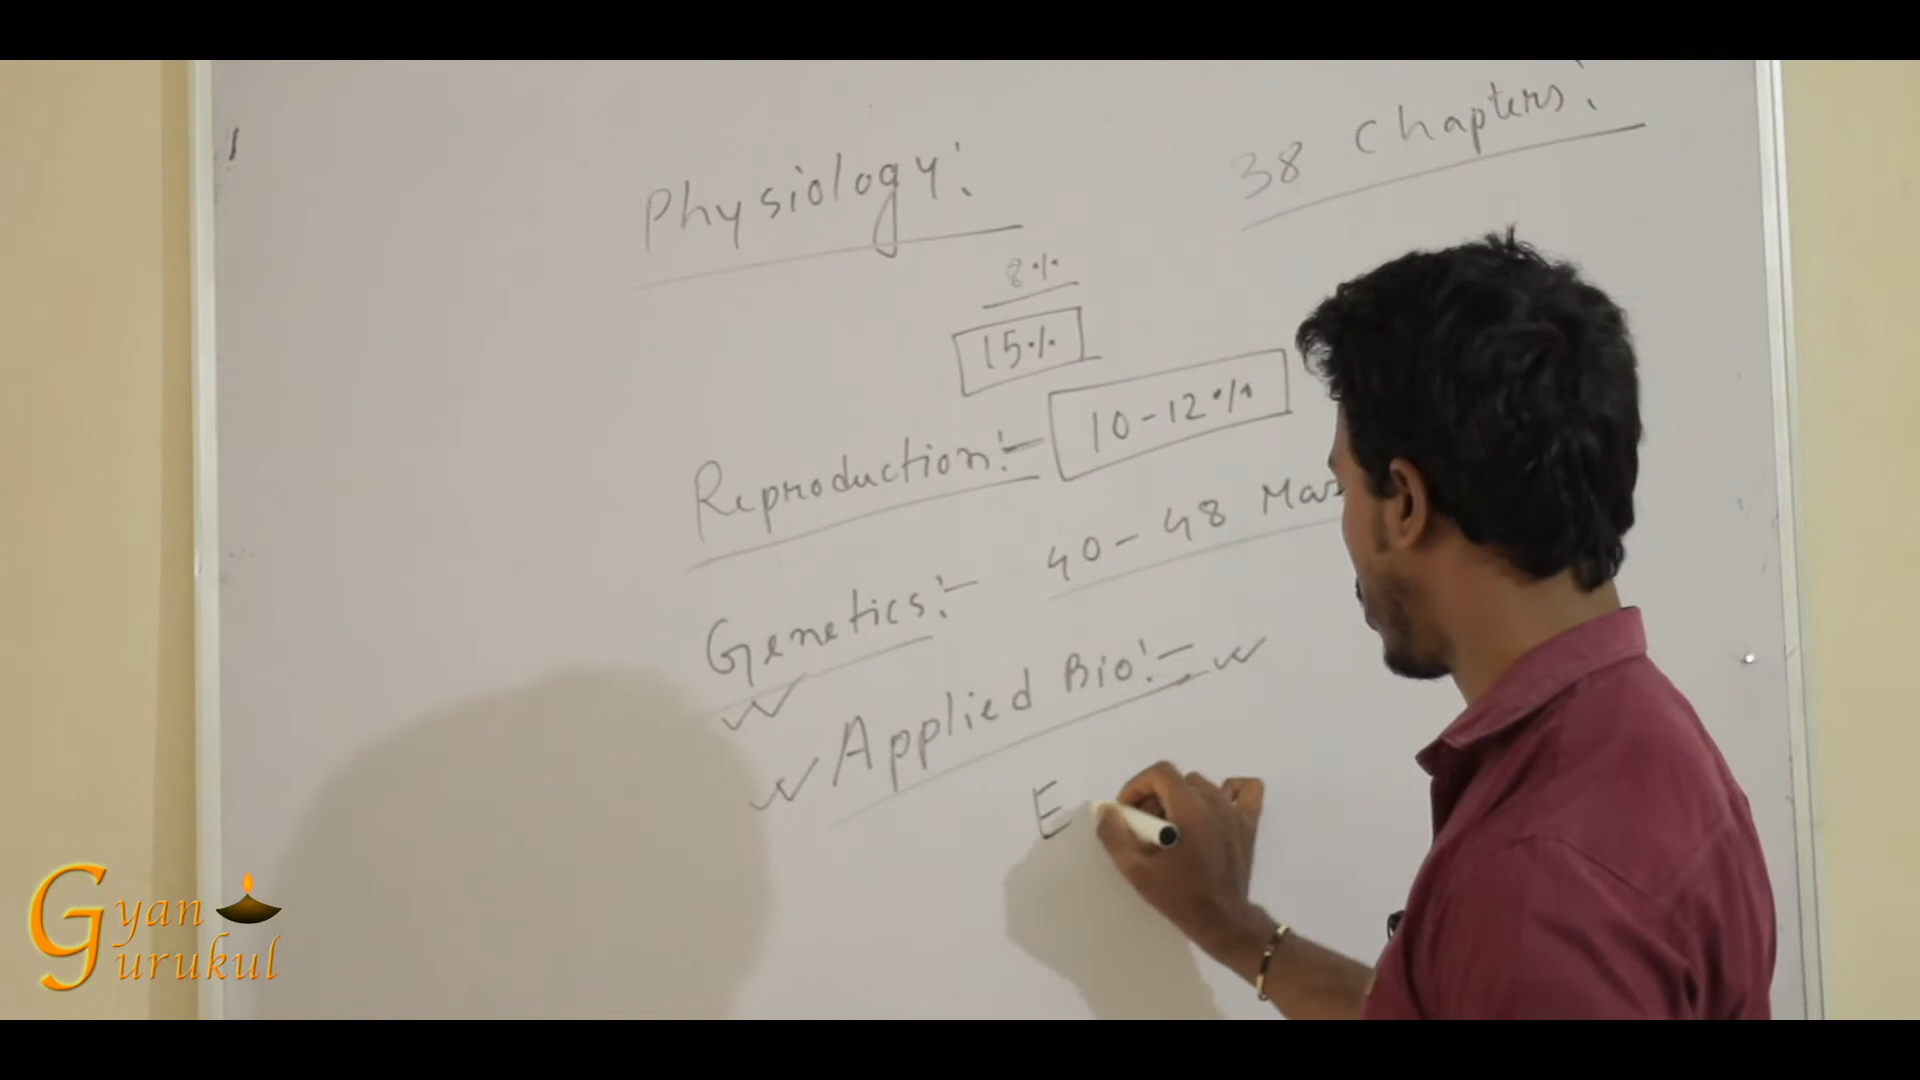 38 Chapters:
Physiology:
8%
15%
Reproduction:- 10-12%
40-48
Genetics:-
Applied Bio:-
E
Gyan
Gurukul